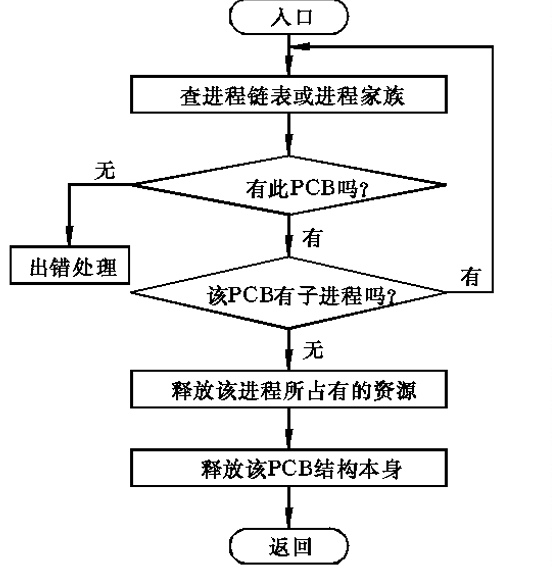 入口
查进程链表或进程家族
无
有此PCB吗?
有
出错处理
有
该PCB有子进程吗?
无
释放该进程所占有的资源
释放该PCB结构本身
返回